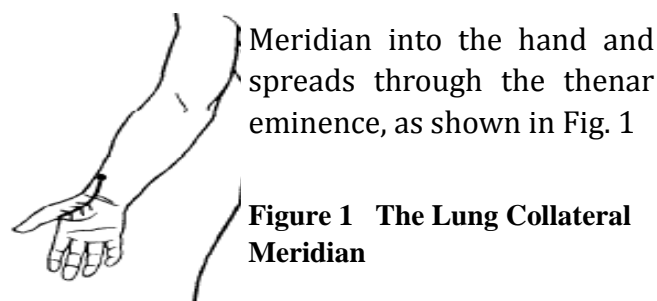 Meridian into the hand and
spreads through the thenar
eminence, as shown in Fig. 1
Figure 1 The Lung Collateral
Meridian